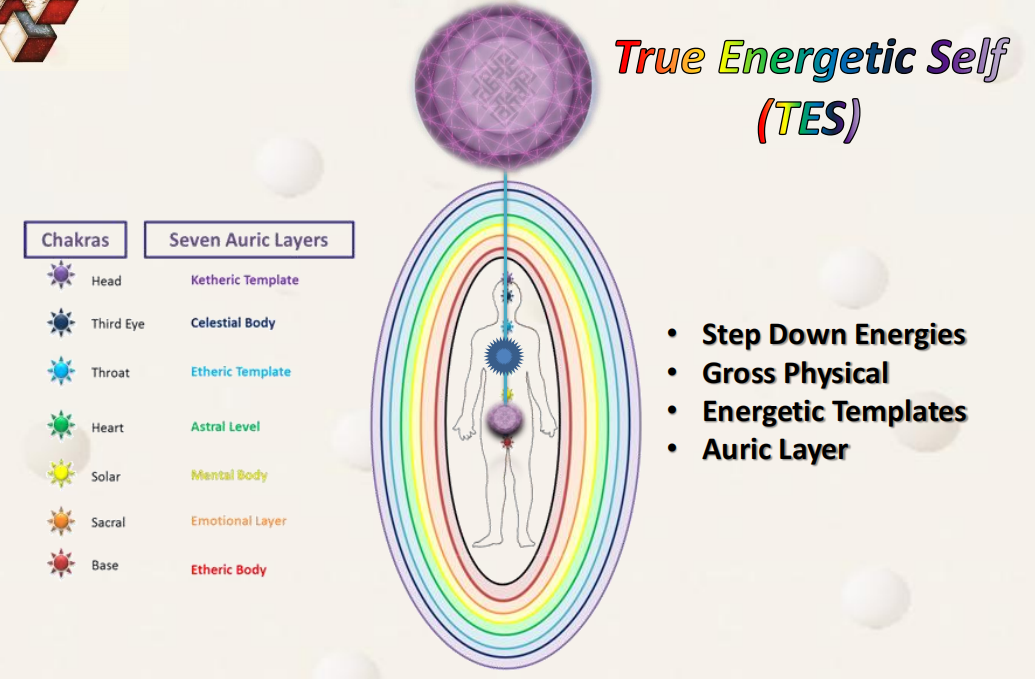 True Energetic Self
(TES)
Chakras
Seven Auric Layers
Head
Ketheric Template
Third Eye
Celestial Body
Throat
Etheric Template
Heart
Astral Level
Solar
Mental Body
Sacral
Emotional Layer
Base
Etheric Body
• Step Down Energies
• Gross Physical
• Energetic Templates
• Auric Layer